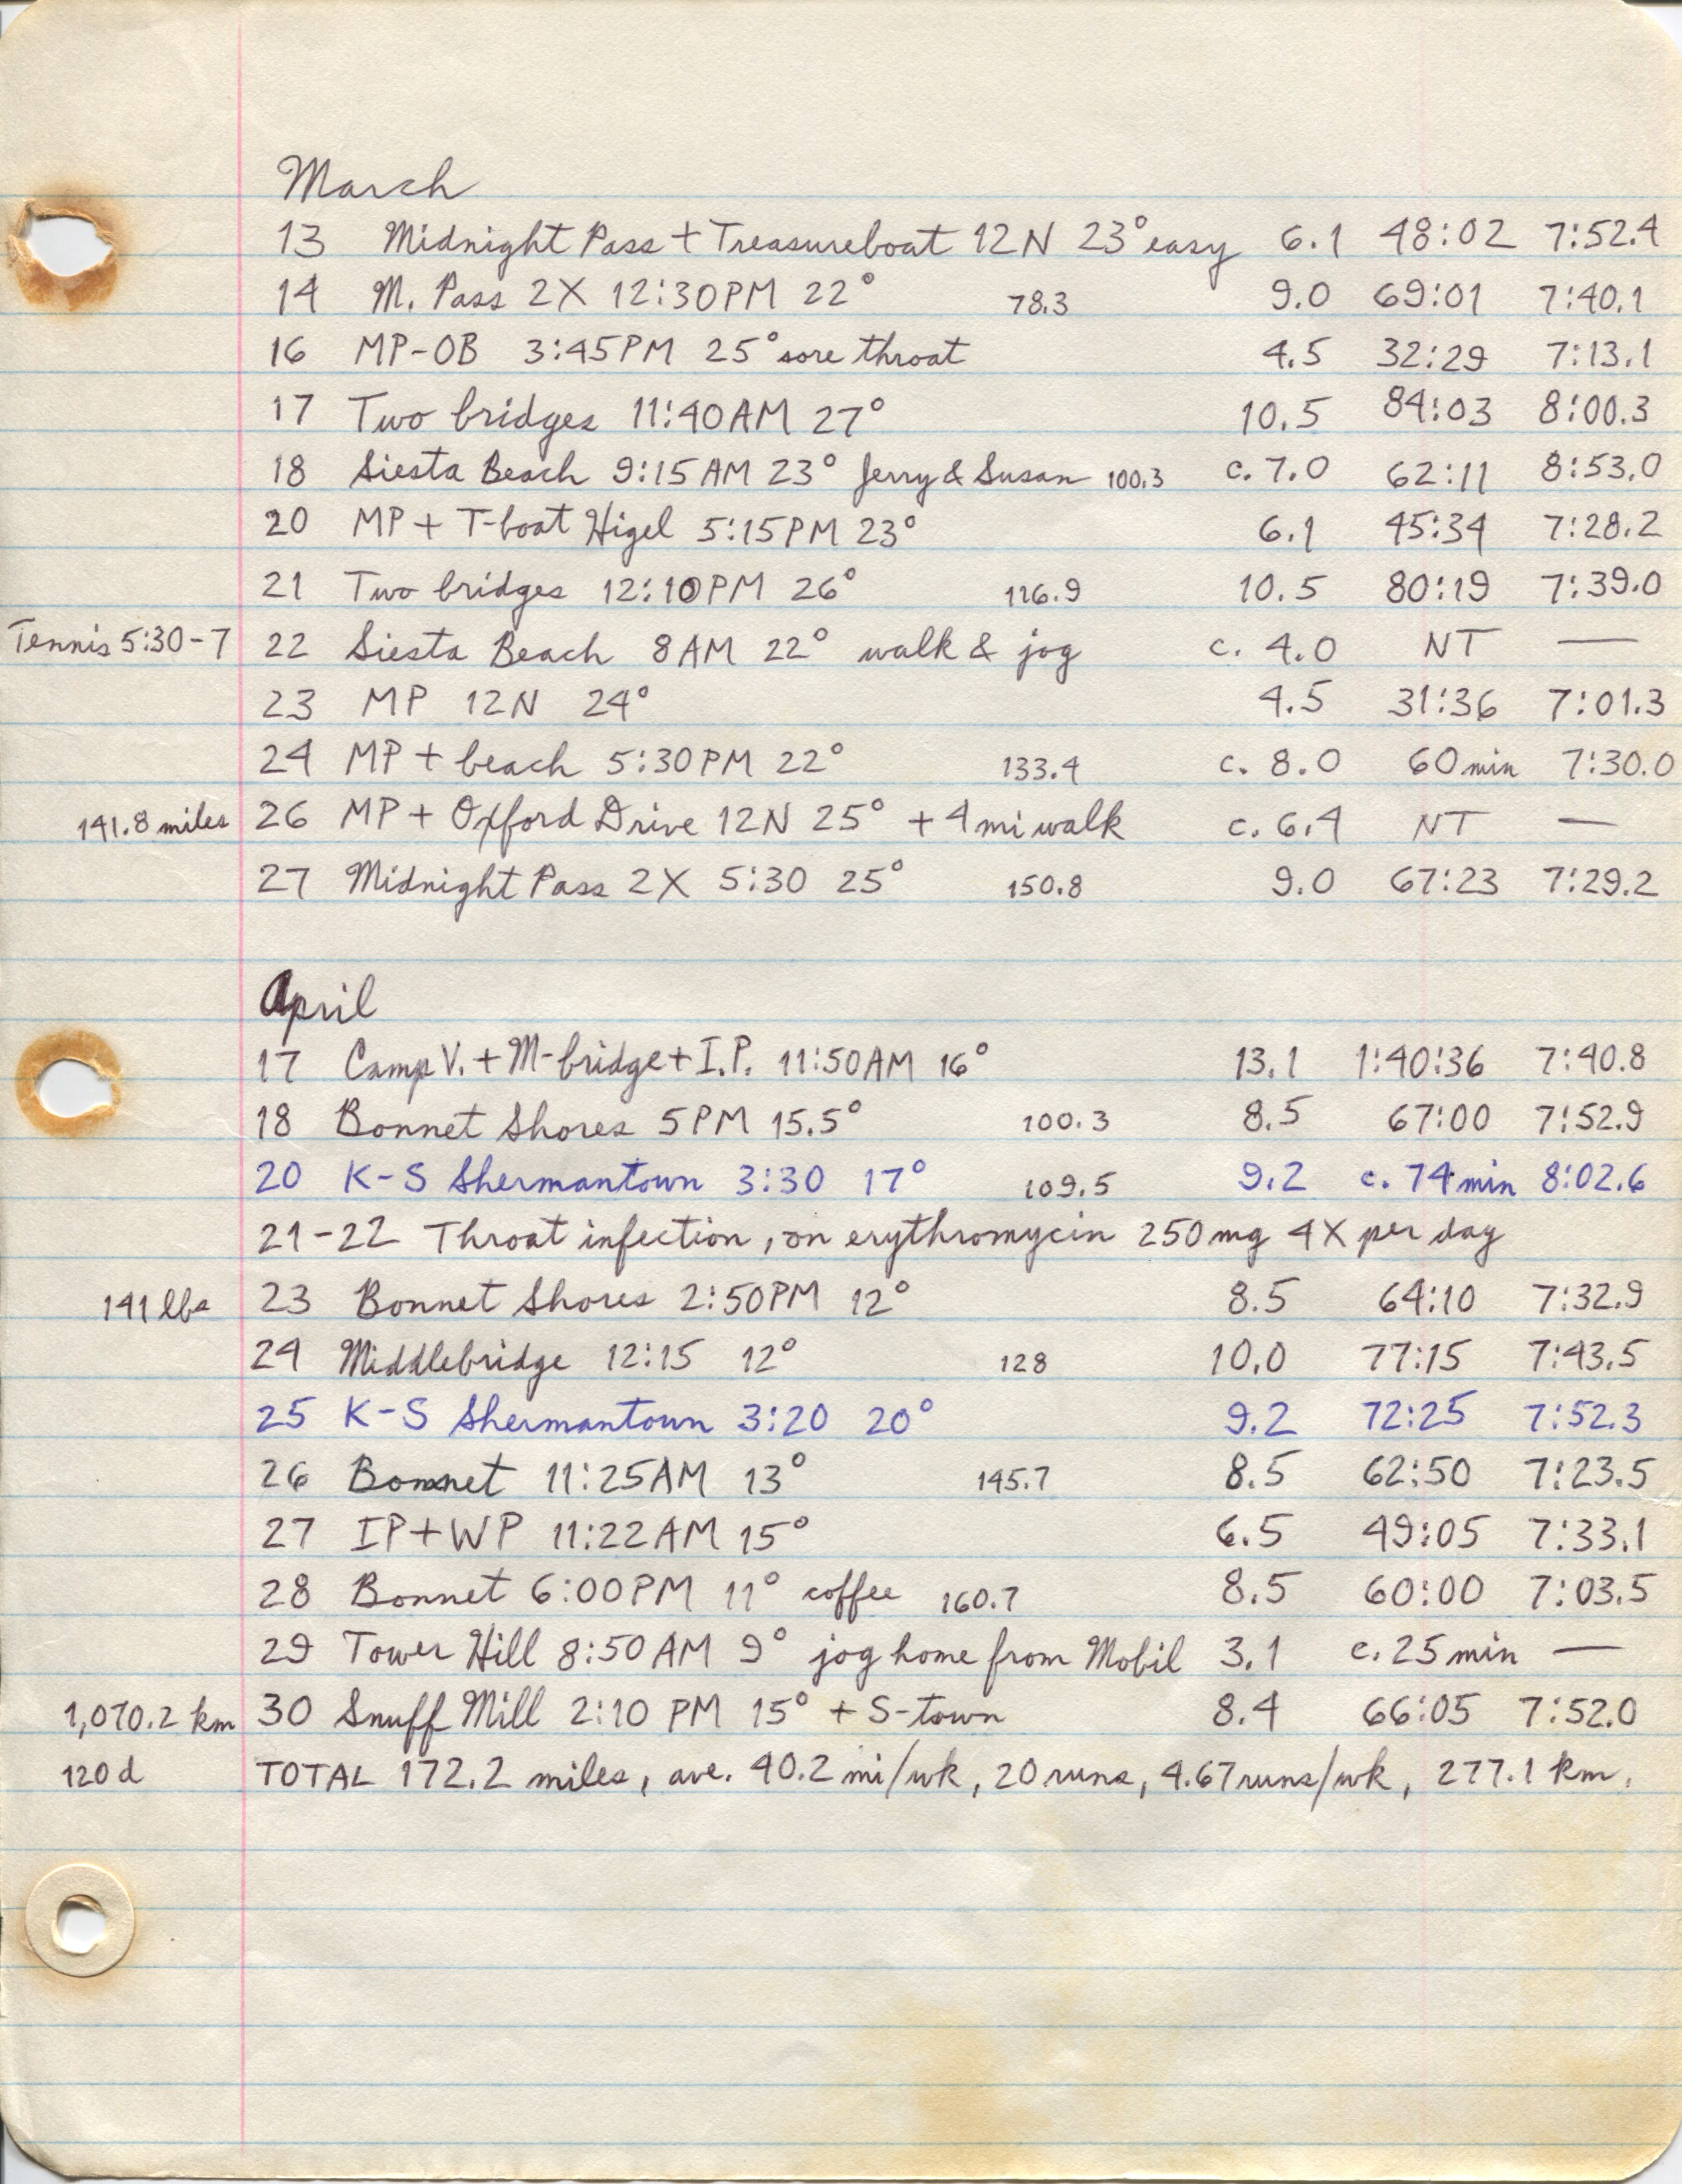 March
13 Midnight Pass + Treasureboat 12N 23° easy 6.1 48:02 7:52.4
14 M. Pass 2X 12:30PM 22° 78.3 9.0 69:01 7:40.1
16 MP-OB 3:45PM 25° sore throat 4.5 32:29 7:13.1
17 Two bridges 11:40AM 27° 10.5 84:03 8:00.3
18 Siesta Beach 9:15AM 23° Jerry & Susan 100.3 c. 7.0 62:11 8:53.0
20 MP + T-boat Higel 5:15PM 23° 6.1 45:34 7:28.2
21 Two bridges 12:10PM 26° 116.9 10.5 80:19 7:39.0
Tennis 5:30-7 22 Siesta Beach 8AM 22° walk & jog c. 4.0 NT —
23 MP 12N 24° 4.5 31:36 7:01.3
24 MP + beach 5:30PM 22° 133.4 c. 8.0 60min 7:30.0
141.8 miles 26 MP + Oxford Drive 12N 25° + 4mi walk c. 6.4 NT —
27 Midnight Pass 2X 5:30 25° 150.8 9.0 67:23 7:29.2
April
17 Camp V. + M-bridge + I.P. 11:50AM 16° 13.1 1:40:36 7:40.8
18 Bonnet Shores 5PM 15.5° 100.3 8.5 67:00 7:52.9
20 K-S Shermantown 3:30 17° 109.5 9.2 c. 74min 8:02.6
21-22 Throat infection, on erythromycin 250mg 4X per day
141 lbs 23 Bonnet Shores 2:50PM 12° 8.5 64:10 7:32.9
24 Middlebridge 12:15 12° 128 10.0 77:15 7:43.5
25 K-S Shermantown 3:20 20° 9.2 72:25 7:52.3
26 Bonnet 11:25AM 13° 145.7 8.5 62:50 7:23.5
27 IP+WP 11:22AM 15° 6.5 49:05 7:33.1
28 Bonnet 6:00PM 11° coffee 160.7 8.5 60:00 7:03.5
29 Tower Hill 8:50AM 9° jog home from Mobil 3.1 c. 25min —
1,070.2 km 30 Snuff Mill 2:10 PM 15° + S-town 8.4 66:05 7:52.0
120d TOTAL 172.2 miles, ave. 40.2 mi/wk, 20 runs, 4.67 runs/wk, 277.1 km.